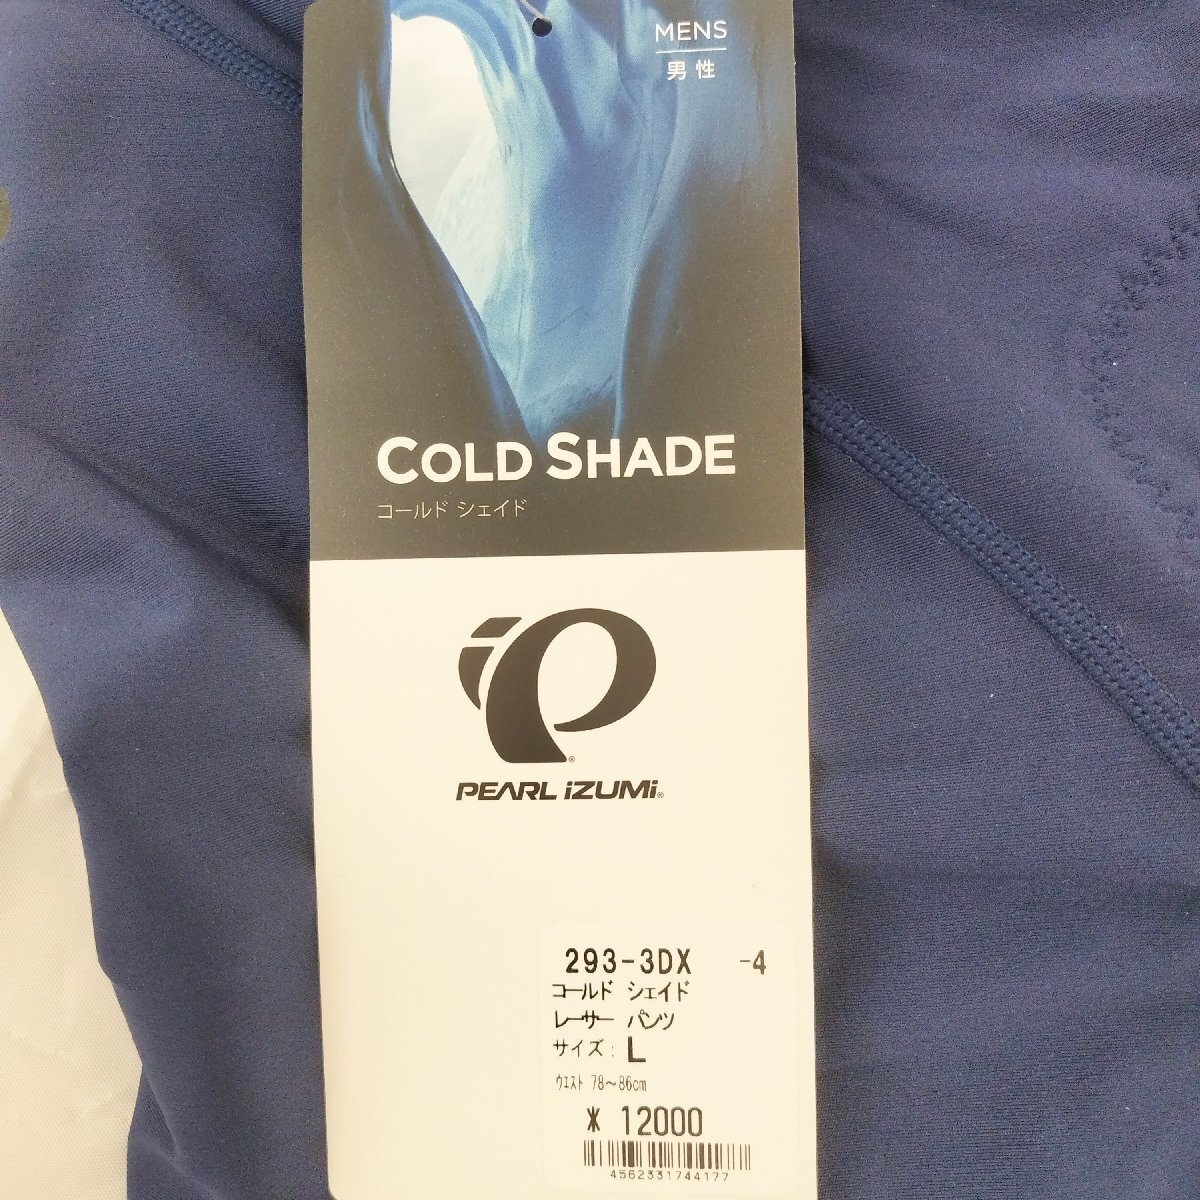 MENS
男性
COLD SHADE
コールド シェイド
PEARL iZUMi®
293-3DX -4
コールド シェイド
レーサー パンツ
サイズ: L
ウエスト 78～86cm
¥ 12000
4562331744177